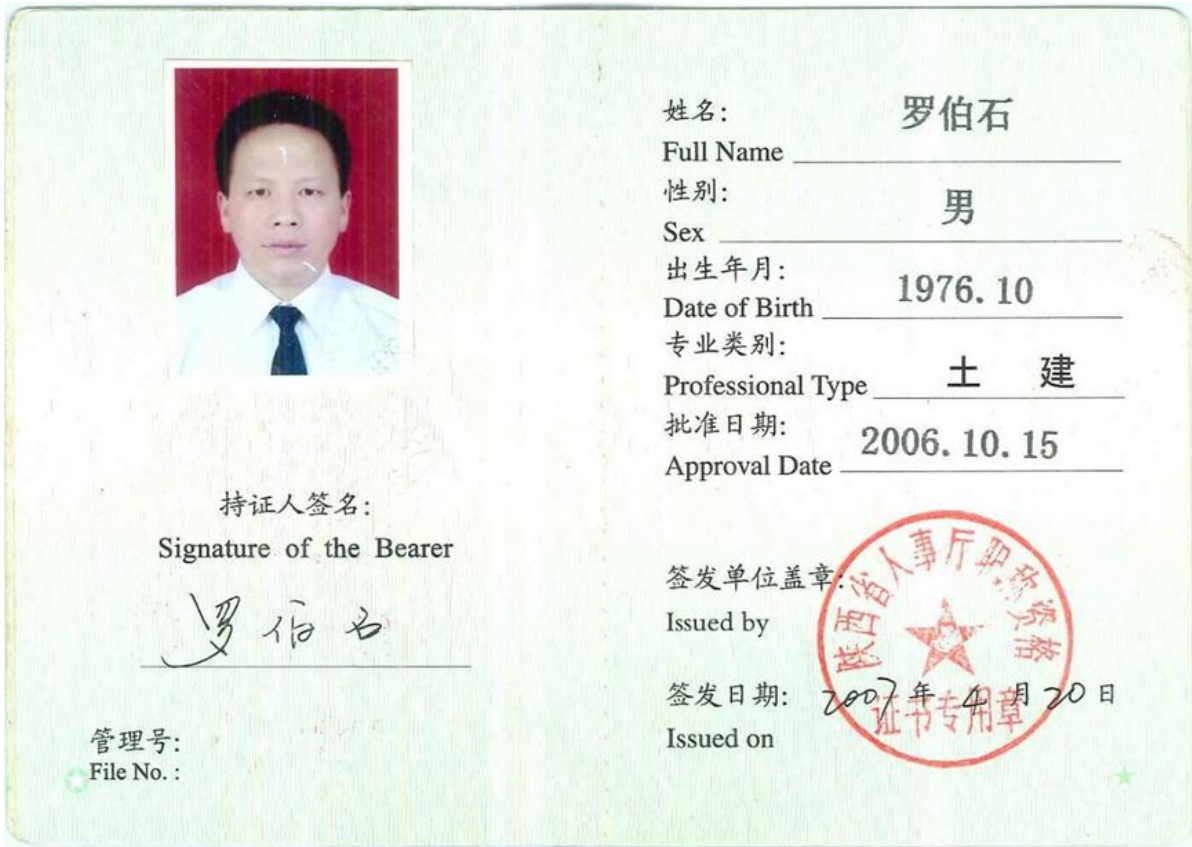 持证人签名:
Signature of the Bearer
罗伯石
管理号:
File No. :
姓名: 罗伯石
Full Name
性别: 男
Sex
出生年月: 1976.10
Date of Birth
专业类别: 土 建
Professional Type
批准日期: 2006.10.15
Approval Date
签发单位盖章:
Issued by
陕西省人事厅职称资格
证书专用章
签发日期: 2007年4月20日
Issued on